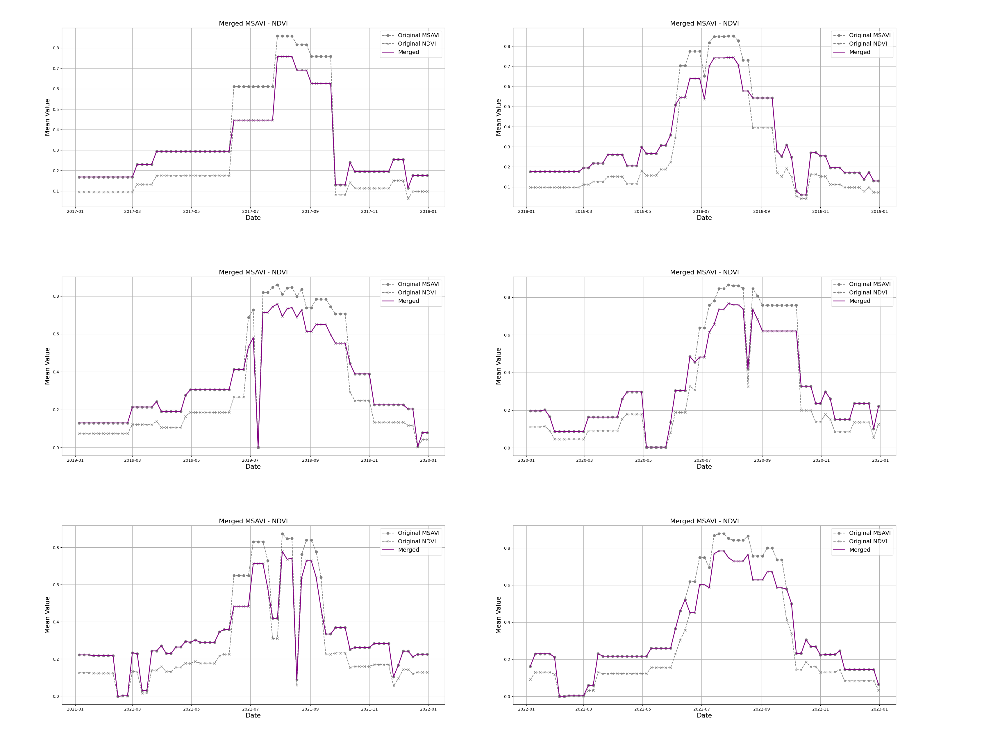 Merged MSAVI - NDVI
Original MSAVI
Original NDVI
Merged
Mean Value
0.8
0.7
0.6
0.5
0.4
0.3
0.2
0.1
2017-01 2017-03 2017-05 2017-07 2017-09 2017-11 2018-01
Date
Merged MSAVI - NDVI
Original MSAVI
Original NDVI
Merged
Mean Value
0.8
0.7
0.6
0.5
0.4
0.3
0.2
0.1
2018-01 2018-03 2018-05 2018-07 2018-09 2018-11 2019-01
Date
Merged MSAVI - NDVI
Original MSAVI
Original NDVI
Merged
Mean Value
0.8
0.6
0.4
0.2
0.0
2019-01 2019-03 2019-05 2019-07 2019-09 2019-11 2020-01
Date
Merged MSAVI - NDVI
Original MSAVI
Original NDVI
Merged
Mean Value
0.8
0.6
0.4
0.2
0.0
2020-01 2020-03 2020-05 2020-07 2020-09 2020-11 2021-01
Date
Merged MSAVI - NDVI
Original MSAVI
Original NDVI
Merged
Mean Value
0.8
0.6
0.4
0.2
0.0
2021-01 2021-03 2021-05 2021-07 2021-09 2021-11 2022-01
Date
Merged MSAVI - NDVI
Original MSAVI
Original NDVI
Merged
Mean Value
0.8
0.6
0.4
0.2
0.0
2022-01 2022-03 2022-05 2022-07 2022-09 2022-11 2023-01
Date